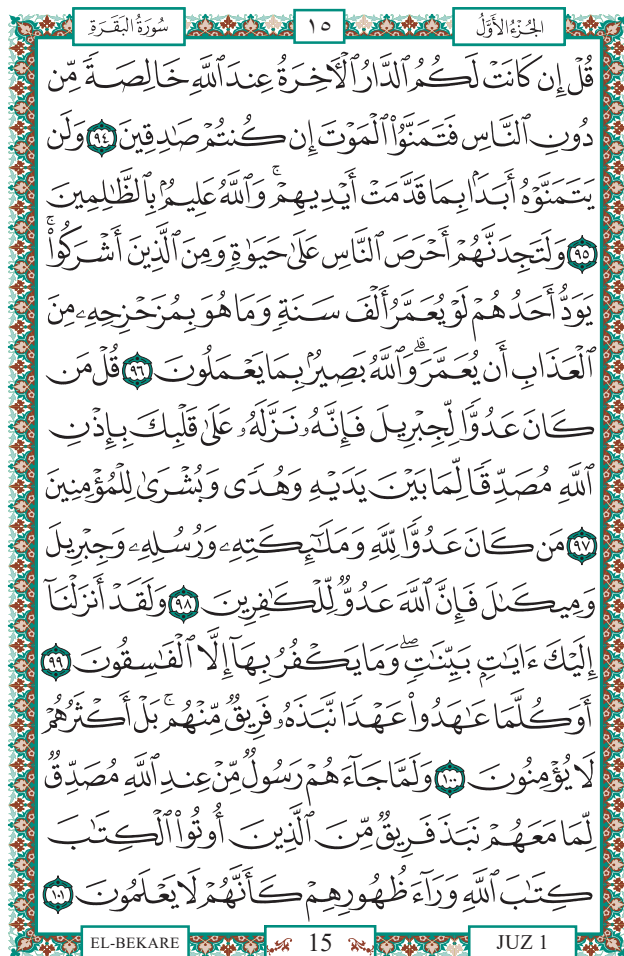 الجُزْءُ الأَوَّلُ
١٥
سُورَةُ البَقَرَةِ
قُلْ إِن كَانَتْ لَكُمُ ٱلدَّارُ ٱلْأَخِرَةُ عِندَ ٱللَّهِ خَالِصَةً مِّن
دُونِ ٱلنَّاسِ فَتَمَنَّوُاْ ٱلْمَوْتَ إِن كُنتُمْ صَـٰدِقِينَ ٩٤ وَلَن
يَتَمَنَّوْهُ أَبَدَۢا بِمَا قَدَّمَتْ أَيْدِيهِمْ ۗ وَٱللَّهُ عَلِيمُۢ بِٱلظَّـٰلِمِينَ
٩٥ وَلَتَجِدَنَّهُمْ أَحْرَصَ ٱلنَّاسِ عَلَىٰ حَيَوٰةٍ وَمِنَ ٱلَّذِينَ أَشْرَكُواْ ۚ
يَوَدُّ أَحَدُهُمْ لَوْ يُعَمَّرُ أَلْفَ سَنَةٍ وَمَا هُوَ بِمُزَحْزِحِهِۦ مِنَ
ٱلْعَذَابِ أَن يُعَمَّرَ ۗ وَٱللَّهُ بَصِيرُۢ بِمَا يَعْمَلُونَ ٩٦ قُلْ مَن
كَانَ عَدُوًّا لِّجِبْرِيلَ فَإِنَّهُۥ نَزَّلَهُۥ عَلَىٰ قَلْبِكَ بِإِذْنِ
ٱللَّهِ مُصَدِّقًا لِّمَا بَيْنَ يَدَيْهِ وَهُدًى وَبُشْرَىٰ لِلْمُؤْمِنِينَ
٩٧ مَن كَانَ عَدُوًّا لِّلَّهِ وَمَلَـٰٓئِكَتِهِۦ وَرُسُلِهِۦ وَجِبْرِيلَ
وَمِيكَىٰلَ فَإِنَّ ٱللَّهَ عَدُوٌّ لِّلْكَـٰفِرِينَ ٩٨ وَلَقَدْ أَنزَلْنَآ
إِلَيْكَ ءَايَـٰتٍۭ بَيِّنَـٰتٍ ۖ وَمَا يَكْفُرُ بِهَآ إِلَّا ٱلْفَـٰسِقُونَ ٩٩
أَوَكُلَّمَا عَـٰهَدُواْ عَهْدًا نَّبَذَهُۥ فَرِيقٌ مِّنْهُم ۚ بَلْ أَكْثَرُهُمْ
لَا يُؤْمِنُونَ ١٠٠ وَلَمَّا جَآءَهُمْ رَسُولٌ مِّنْ عِندِ ٱللَّهِ مُصَدِّقٌ
لِّمَا مَعَهُمْ نَبَذَ فَرِيقٌ مِّنَ ٱلَّذِينَ أُوتُواْ ٱلْكِتَـٰبَ
كِتَـٰبَ ٱللَّهِ وَرَآءَ ظُهُورِهِمْ كَأَنَّهُمْ لَا يَعْلَمُونَ ١٠١
EL-BEKARE
15
JUZ 1